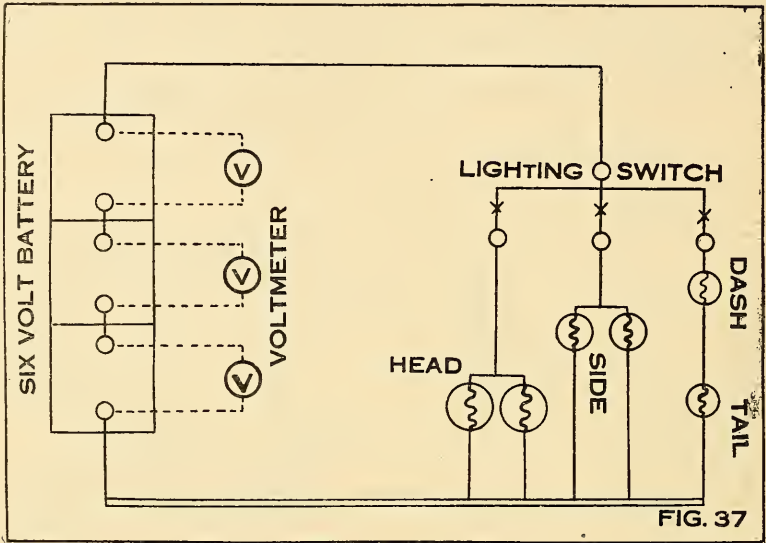 SIX VOLT BATTERY
V
V
V
VOLTMETER
LIGHTING SWITCH
HEAD
SIDE
DASH
TAIL
FIG. 37